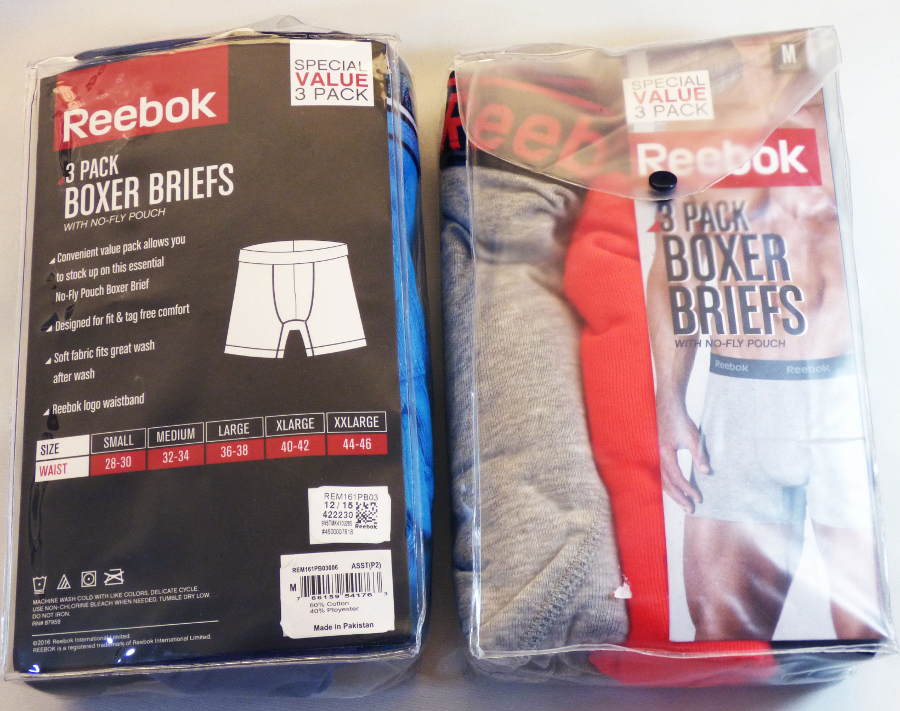 Reebok
SPECIAL
VALUE
3 PACK
3 PACK
BOXER BRIEFS
WITH NO-FLY POUCH
Convenient value pack allows you
to stock up on this essential
No-Fly Pouch Boxer Brief
Designed for fit & tag free comfort
Soft fabric fits great wash
after wash
Reebok logo waistband
SIZE SMALL MEDIUM LARGE XLARGE XXLARGE
WAIST 28-30 32-34 36-38 40-42 44-46
REM161PB03
12/15
422230
Reebok
REM161PB03006 ASST(P2)
M
60% Cotton
40% Ployester
Made in Pakistan
MACHINE WASH COLD WITH LIKE COLORS, DELICATE CYCLE.
USE NON-CHLORINE BLEACH WHEN NEEDED. TUMBLE DRY LOW.
DO NOT IRON.
RN# 87958
©2016 Reebok International Limited.
REEBOK is a registered trademark of Reebok International Limited.
M
SPECIAL
VALUE
3 PACK
Reebok
Reebok
3 PACK
BOXER
BRIEFS
WITH NO-FLY POUCH
Reebok Reebok